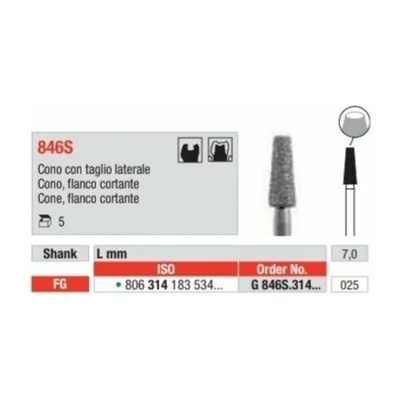 846S
Cono con taglio laterale
Cono, flanco cortante
Cone, flanco cortante
5
Shank L mm 7,0
ISO Order No.
FG • 806 314 183 534... G 846S.314... 025